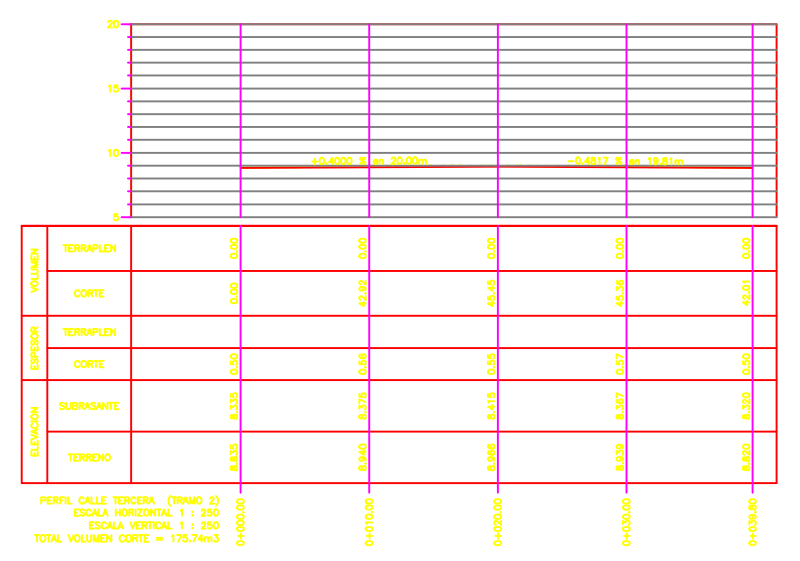 20
15
10
5
+0.4000 % en 20.00m
-0.4817 % en 19.81m
VOLUMEN
TERRAPLEN 0.00 0.00 0.00 0.00 0.00
CORTE 0.00 42.92 45.45 45.36 42.01
ESPESOR
TERRAPLEN
CORTE 0.50 0.56 0.55 0.57 0.50
ELEVACION
SUBRASANTE 8.335 8.375 8.415 8.367 8.320
TERRENO 8.835 8.940 8.966 8.939 8.820
0+000.00 0+010.00 0+020.00 0+030.00 0+039.80
PERFIL CALLE TERCERA (TRAMO 2)
ESCALA HORIZONTAL 1 : 250
ESCALA VERTICAL 1 : 250
TOTAL VOLUMEN CORTE = 175.74m3